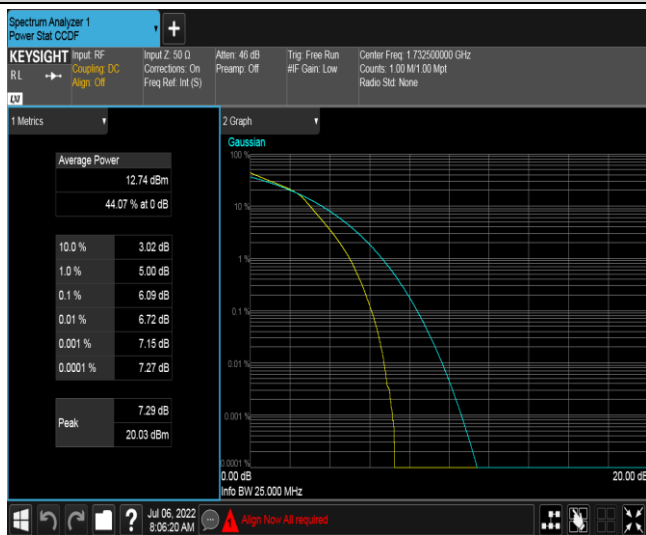 Spectrum Analyzer 1
Power Stat CCDF
+
KEYSIGHT
RL
LXI
Input: RF
Coupling: DC
Align: Off
Input Z: 50 Ω
Corrections: On
Freq Ref: Int (S)
Atten: 46 dB
Preamp: Off
Trig: Free Run
#IF Gain: Low
Center Freq: 1.732500000 GHz
Counts: 1.00 M/1.00 Mpt
Radio Std: None
1 Metrics
Average Power
12.74 dBm
44.07 % at 0 dB
10.0 % 3.02 dB
1.0 % 5.00 dB
0.1 % 6.09 dB
0.01 % 6.72 dB
0.001 % 7.15 dB
0.0001 % 7.27 dB
Peak
7.29 dB
20.03 dBm
2 Graph
Gaussian
100 %
10 %
1 %
0.1 %
0.01 %
0.001 %
0.0001 %
0.00 dB
20.00 dB
Info BW 25.000 MHz
?
Jul 06, 2022
8:06:20 AM
Align Now All required